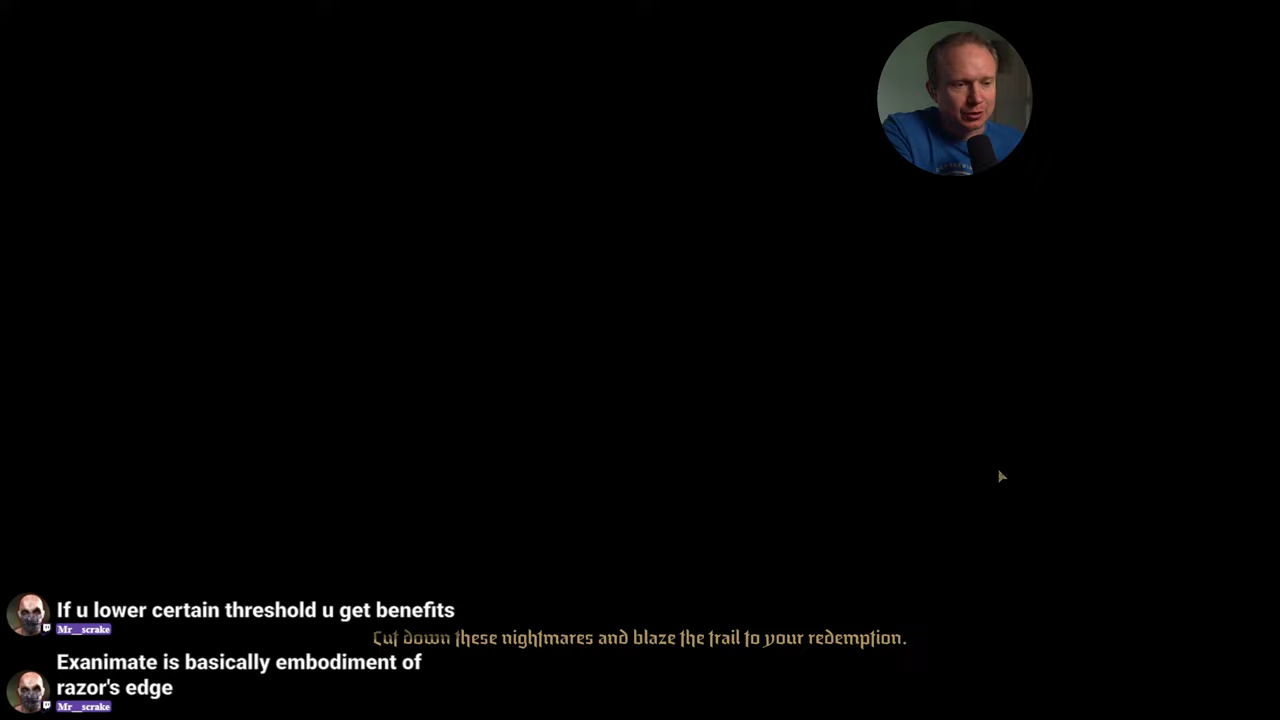 If u lower certain threshold u get benefits
Mr__scrake
Cut down these nightmares and blaze the trail to your redemption.
Exanimate is basically embodiment of
razor's edge
Mr__scrake